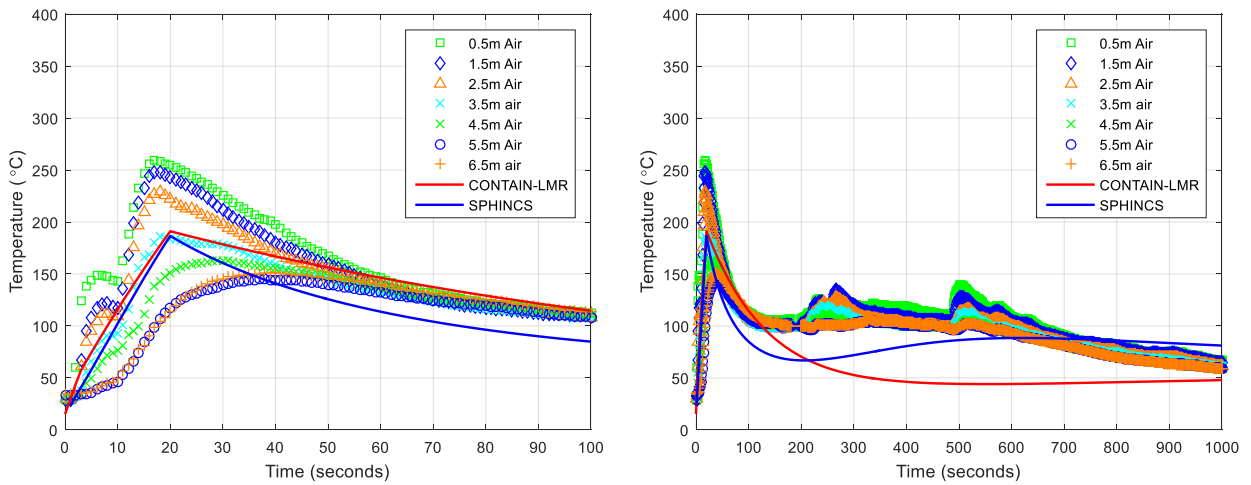 400
350
300
250
200
150
100
50
0
Temperature ( °C)
0.5m Air
1.5m Air
2.5m Air
3.5m air
4.5m Air
5.5m Air
6.5m air
CONTAIN-LMR
SPHINCS
0 10 20 30 40 50 60 70 80 90 100
Time (seconds)
400
350
300
250
200
150
100
50
0
Temperature ( °C)
0.5m Air
1.5m Air
2.5m Air
3.5m air
4.5m Air
5.5m Air
6.5m air
CONTAIN-LMR
SPHINCS
0 100 200 300 400 500 600 700 800 900 1000
Time (seconds)